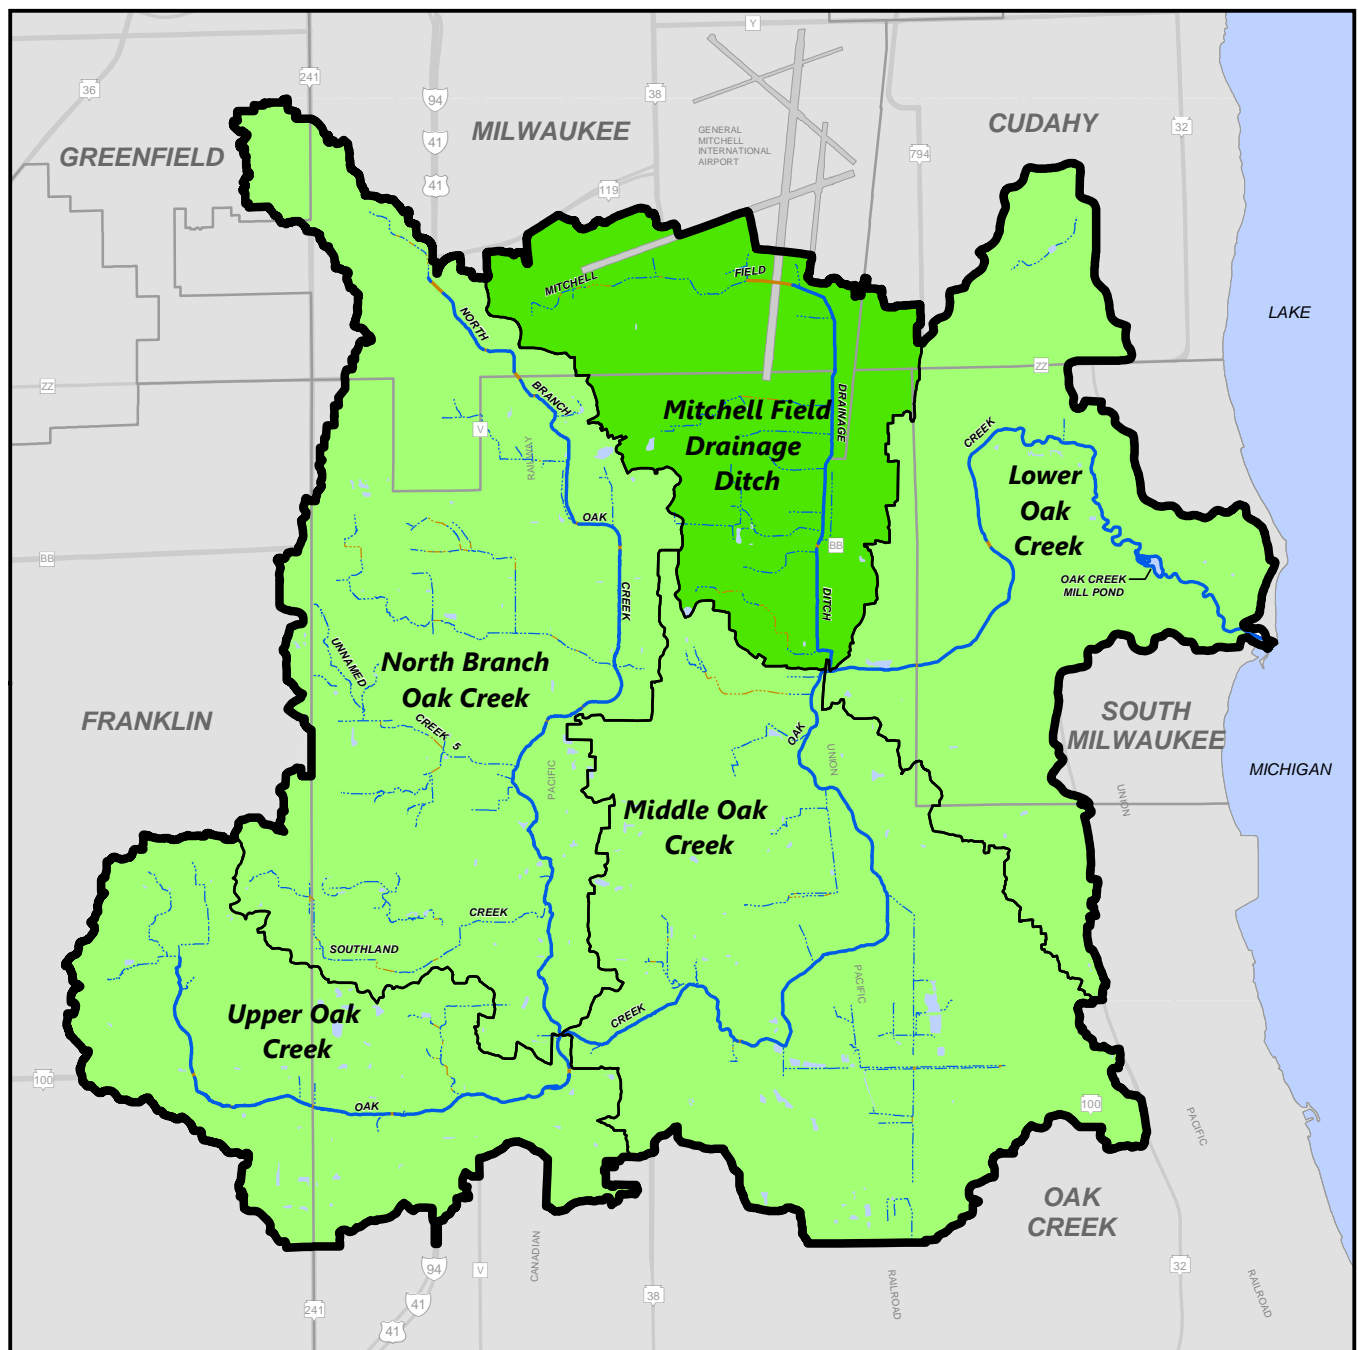 Y
36
241
94
38
MILWAUKEE
GENERAL
MITCHELL
INTERNATIONAL
AIRPORT
CUDAHY
32
41
794
GREENFIELD
41
119
MITCHELL
FIELD
NORTH
LAKE
ZZ
ZZ
BRANCH
DRAINAGE
Mitchell Field
Drainage
Ditch
V
RAILWAY
CREEK
Lower
Oak
Creek
OAK
BB
BB
OAK CREEK
MILL POND
CREEK
DITCH
UNNAMED
North Branch
Oak Creek
FRANKLIN
CREEK 5
OAK
UNION
SOUTH
MILWAUKEE
MICHIGAN
PACIFIC
UNION
Middle Oak
Creek
CREEK
SOUTHLAND
PACIFIC
Upper Oak
Creek
CREEK
100
OAK
100
PACIFIC
OAK
CREEK
CANADIAN
94
V
32
RAILROAD
RAILROAD
38
241
41
41